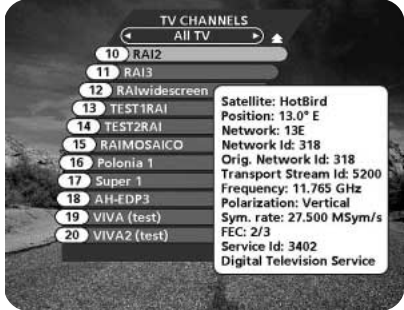 TV CHANNELS
All TV
10 RAI2
11 RAI3
12 RAIwidescreen
13 TEST1RAI
14 TEST2RAI
15 RAIMOSAICO
16 Polonia 1
17 Super 1
18 AH-EDP3
19 VIVA (test)
20 VIVA2 (test)
Satellite: HotBird
Position: 13.0° E
Network: 13E
Network Id: 318
Orig. Network Id: 318
Transport Stream Id: 5200
Frequency: 11.765 GHz
Polarization: Vertical
Sym. rate: 27.500 MSym/s
FEC: 2/3
Service Id: 3402
Digital Television Service